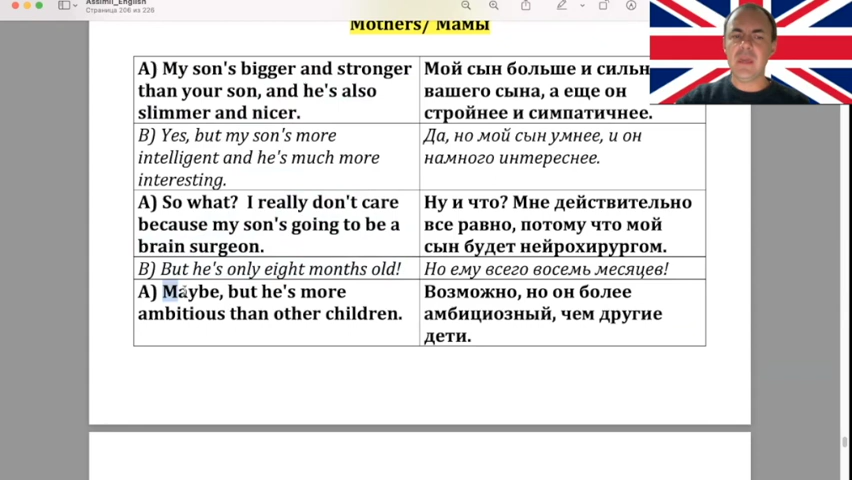 Assimil_English
Страница 206 из 226
Mothers/ Мамы
A) My son's bigger and stronger
than your son, and he's also
slimmer and nicer.
Мой сын больше и сильн
вашего сына, а еще он
стройнее и симпатичнее.
B) Yes, but my son's more
intelligent and he's much more
interesting.
Да, но мой сын умнее, и он
намного интереснее.
A) So what? I really don't care
because my son's going to be a
brain surgeon.
Ну и что? Мне действительно
все равно, потому что мой
сын будет нейрохирургом.
B) But he's only eight months old!
Но ему всего восемь месяцев!
A) Maybe, but he's more
ambitious than other children.
Возможно, но он более
амбициозный, чем другие
дети.